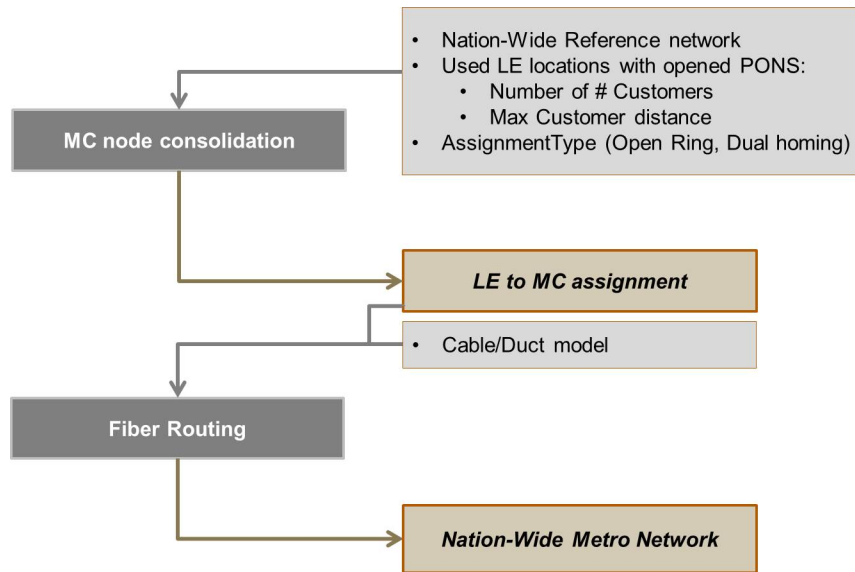 • Nation-Wide Reference network
• Used LE locations with opened PONS:
• Number of # Customers
• Max Customer distance
• AssignmentType (Open Ring, Dual homing)
MC node consolidation
LE to MC assignment
• Cable/Duct model
Fiber Routing
Nation-Wide Metro Network